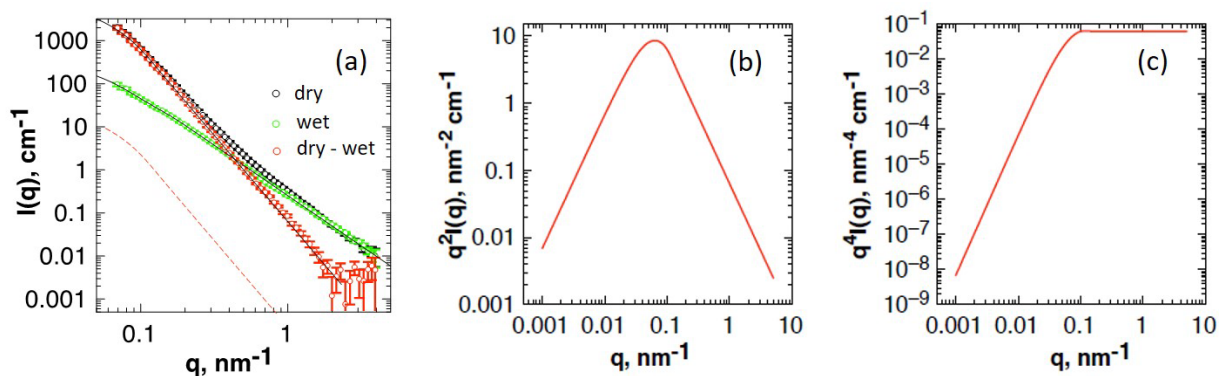 (a)
1000
100
10
1
0.1
0.01
0.001
I(q), cm⁻¹
dry
wet
dry - wet
0.1
1
q, nm⁻¹
(b)
10
1
0.1
0.01
0.001
q²I(q), nm⁻² cm⁻¹
0.001
0.01
0.1
1
10
q, nm⁻¹
(c)
10⁻¹
10⁻²
10⁻³
10⁻⁴
10⁻⁵
10⁻⁶
10⁻⁷
10⁻⁸
10⁻⁹
q⁴I(q), nm⁻⁴ cm⁻¹
0.001
0.01
0.1
1
10
q, nm⁻¹